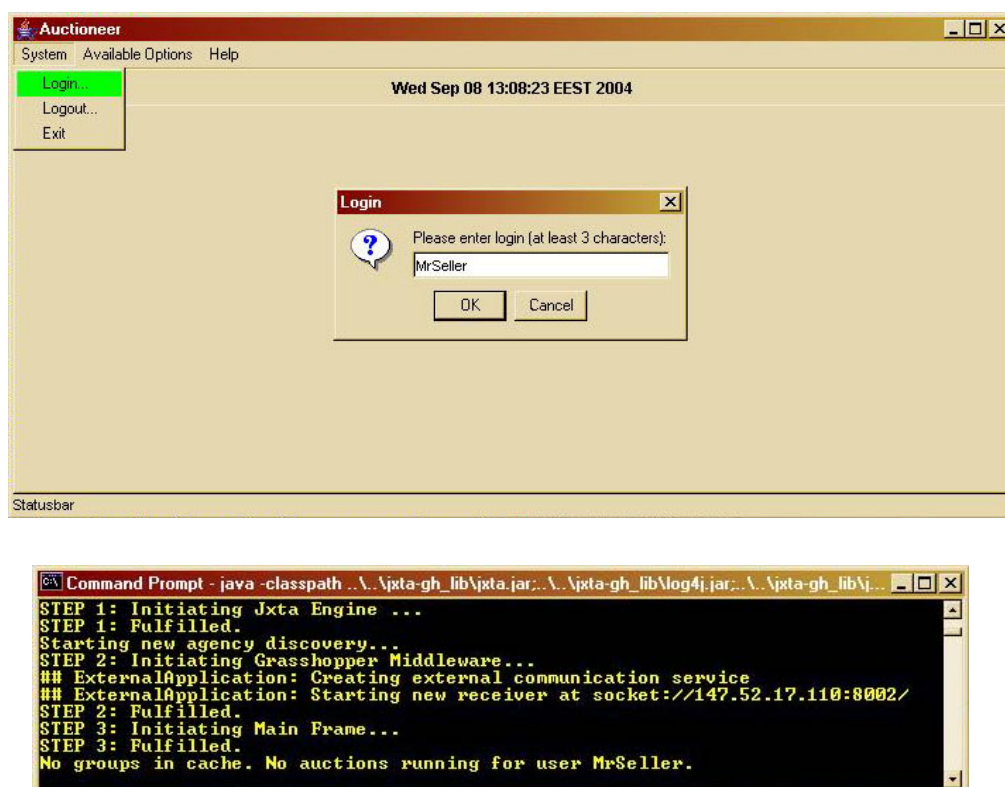 Auctioneer
System Available Options Help
Login...
Wed Sep 08 13:08:23 EEST 2004
Logout...
Exit
Login
Please enter login (at least 3 characters):
MrSeller
OK Cancel
Statusbar
Command Prompt - java -classpath ..\..\jxta-gh_lib\jxta.jar;..\..\jxta-gh_lib\log4j.jar;..\..\jxta-gh_lib\j...
STEP 1: Initiating Jxta Engine ...
STEP 1: Fulfilled.
Starting new agency discovery...
STEP 2: Initiating Grasshopper Middleware...
## ExternalApplication: Creating external communication service
## ExternalApplication: Starting new receiver at socket://147.52.17.110:8002/
STEP 2: Fulfilled.
STEP 3: Initiating Main Frame...
STEP 3: Fulfilled.
No groups in cache. No auctions running for user MrSeller.